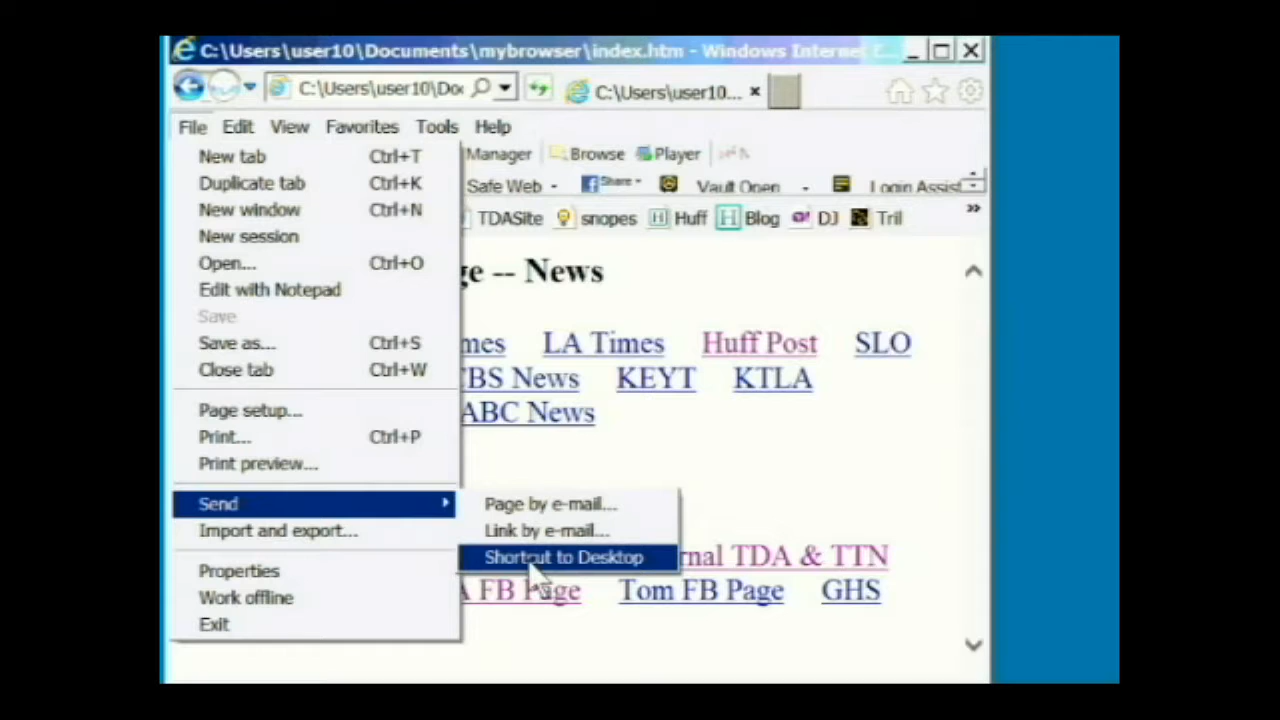 C:\Users\user10\Documents\mybrowser\index.htm - Windows Internet E...
C:\Users\user10\Doc
C:\Users\user10...
File Edit View Favorites Tools Help
New tab Ctrl+T
Manager Browse Player
Duplicate tab Ctrl+K
Safe Web Share Vault Open Login Assist
New window Ctrl+N
TDASite snopes Huff Blog DJ Tril
New session
Open... Ctrl+O
ge -- News
Edit with Notepad
Save
Save as... Ctrl+S
mes LA Times Huff Post SLO
Close tab Ctrl+W
CBS News KEYT KTLA
Page setup...
ABC News
Print... Ctrl+P
Print preview...
Send
Page by e-mail...
Import and export...
Link by e-mail...
Shortcut to Desktop
rnal TDA & TTN
Properties
Work offline
A FB Page Tom FB Page GHS
Exit